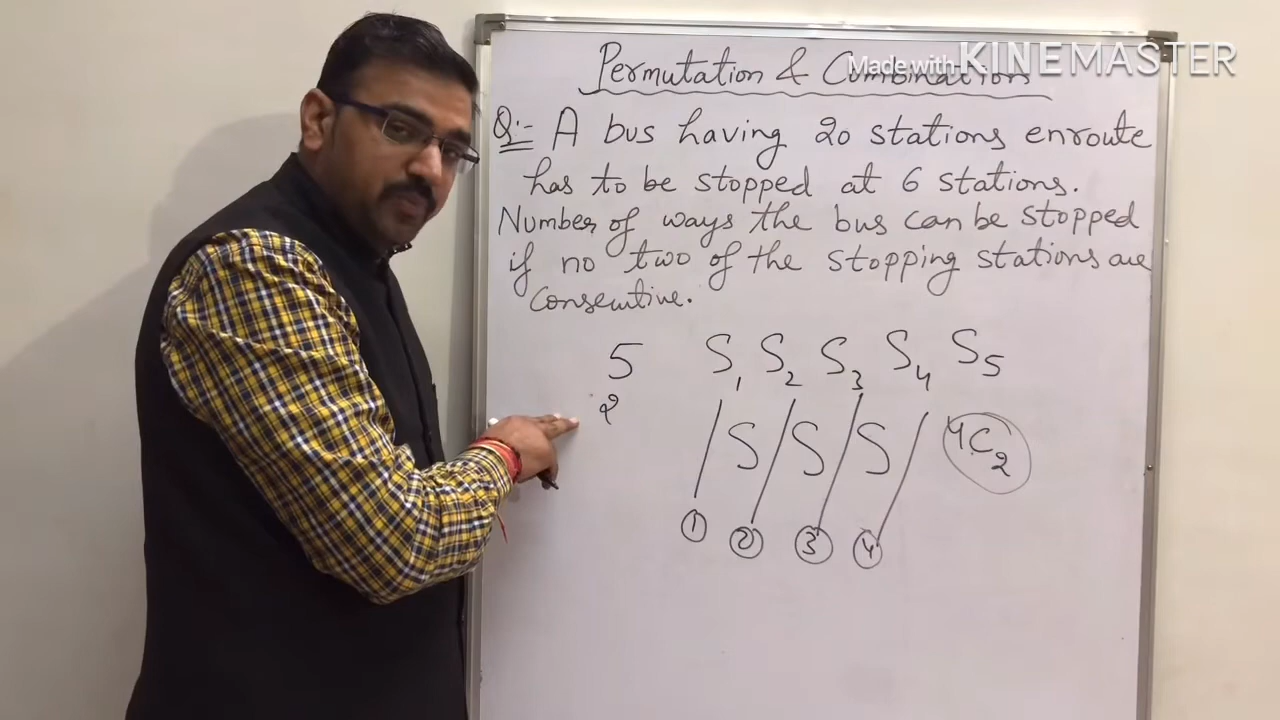 Permutation & Combination
Made with KINEMASTER
Q:- A bus having 20 stations enroute
has to be stopped at 6 stations.
Number of ways the bus can be stopped
if no two of the stopping stations are
consecutive.
5 S1 S2 S3 S4 S5
2
S S S 4C2
1 2 3 4